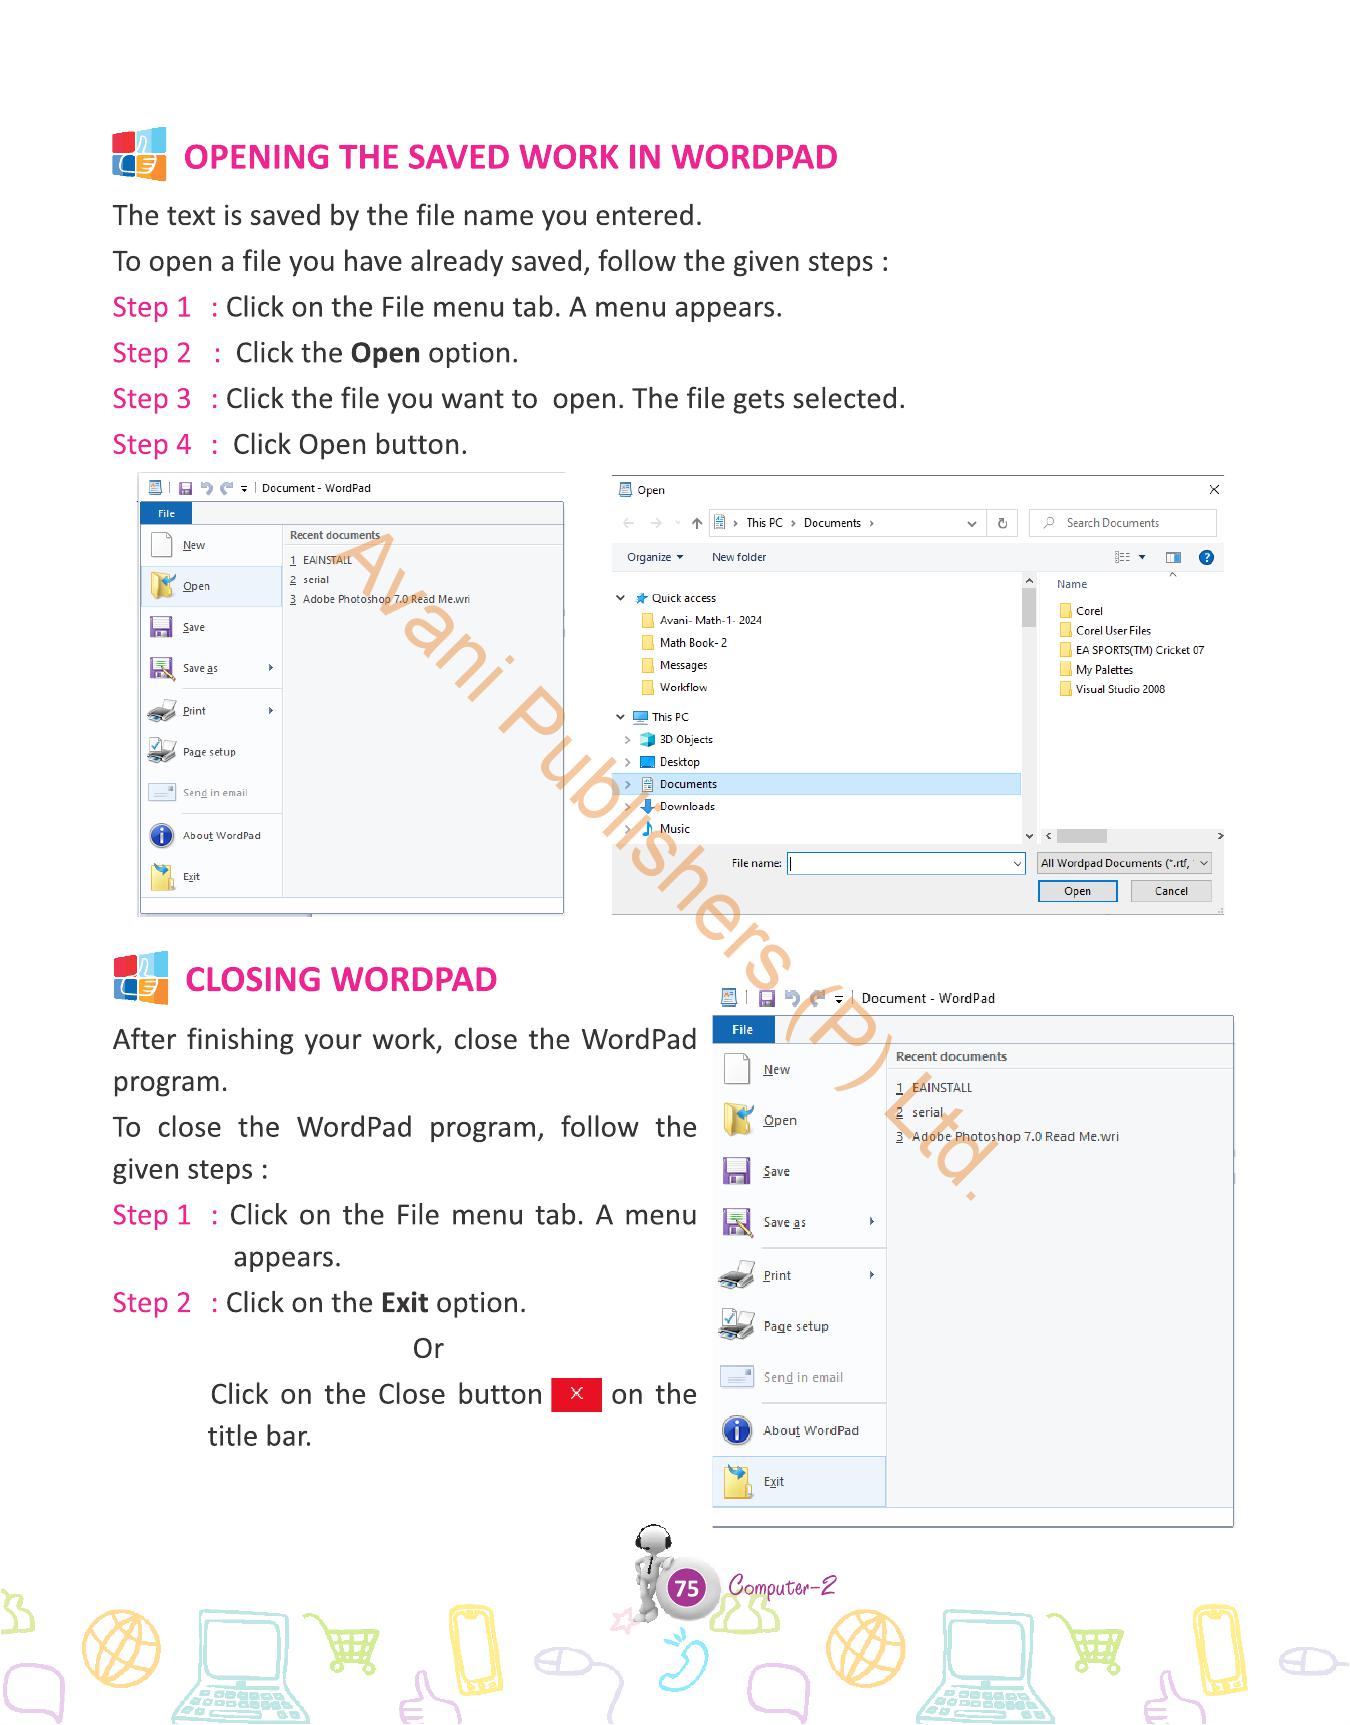 OPENING THE SAVED WORK IN WORDPAD
The text is saved by the file name you entered.
To open a file you have already saved, follow the given steps :
Step 1 : Click on the File menu tab. A menu appears.
Step 2 : Click the Open option.
Step 3 : Click the file you want to open. The file gets selected.
Step 4 : Click Open button.
Document - WordPad
File
Recent documents
New
1 EAINSTALL
2 serial
Open
3 Adobe Photoshop 7.0 Read Me.wri
Save
Save as
Print
Page setup
Send in email
About WordPad
Exit
Open
This PC > Documents >
Search Documents
Organize
New folder
Name
Quick access
Avani- Math-1- 2024
Math Book- 2
Messages
Workflow
This PC
3D Objects
Desktop
Documents
Downloads
Music
Corel
Corel User Files
EA SPORTS(TM) Cricket 07
My Palettes
Visual Studio 2008
File name:
All Wordpad Documents (*.rtf, 
Open
Cancel
Avani Publishers (P) Ltd.
CLOSING WORDPAD
After finishing your work, close the WordPad
program.
To close the WordPad program, follow the
given steps :
Step 1 : Click on the File menu tab. A menu
appears.
Step 2 : Click on the Exit option.
Or
Click on the Close button × on the
title bar.
Document - WordPad
File
Recent documents
New
1 EAINSTALL
2 serial
3 Adobe Photoshop 7.0 Read Me.wri
Open
Save
Save as
Print
Page setup
Send in email
About WordPad
Exit
75
Computer-2